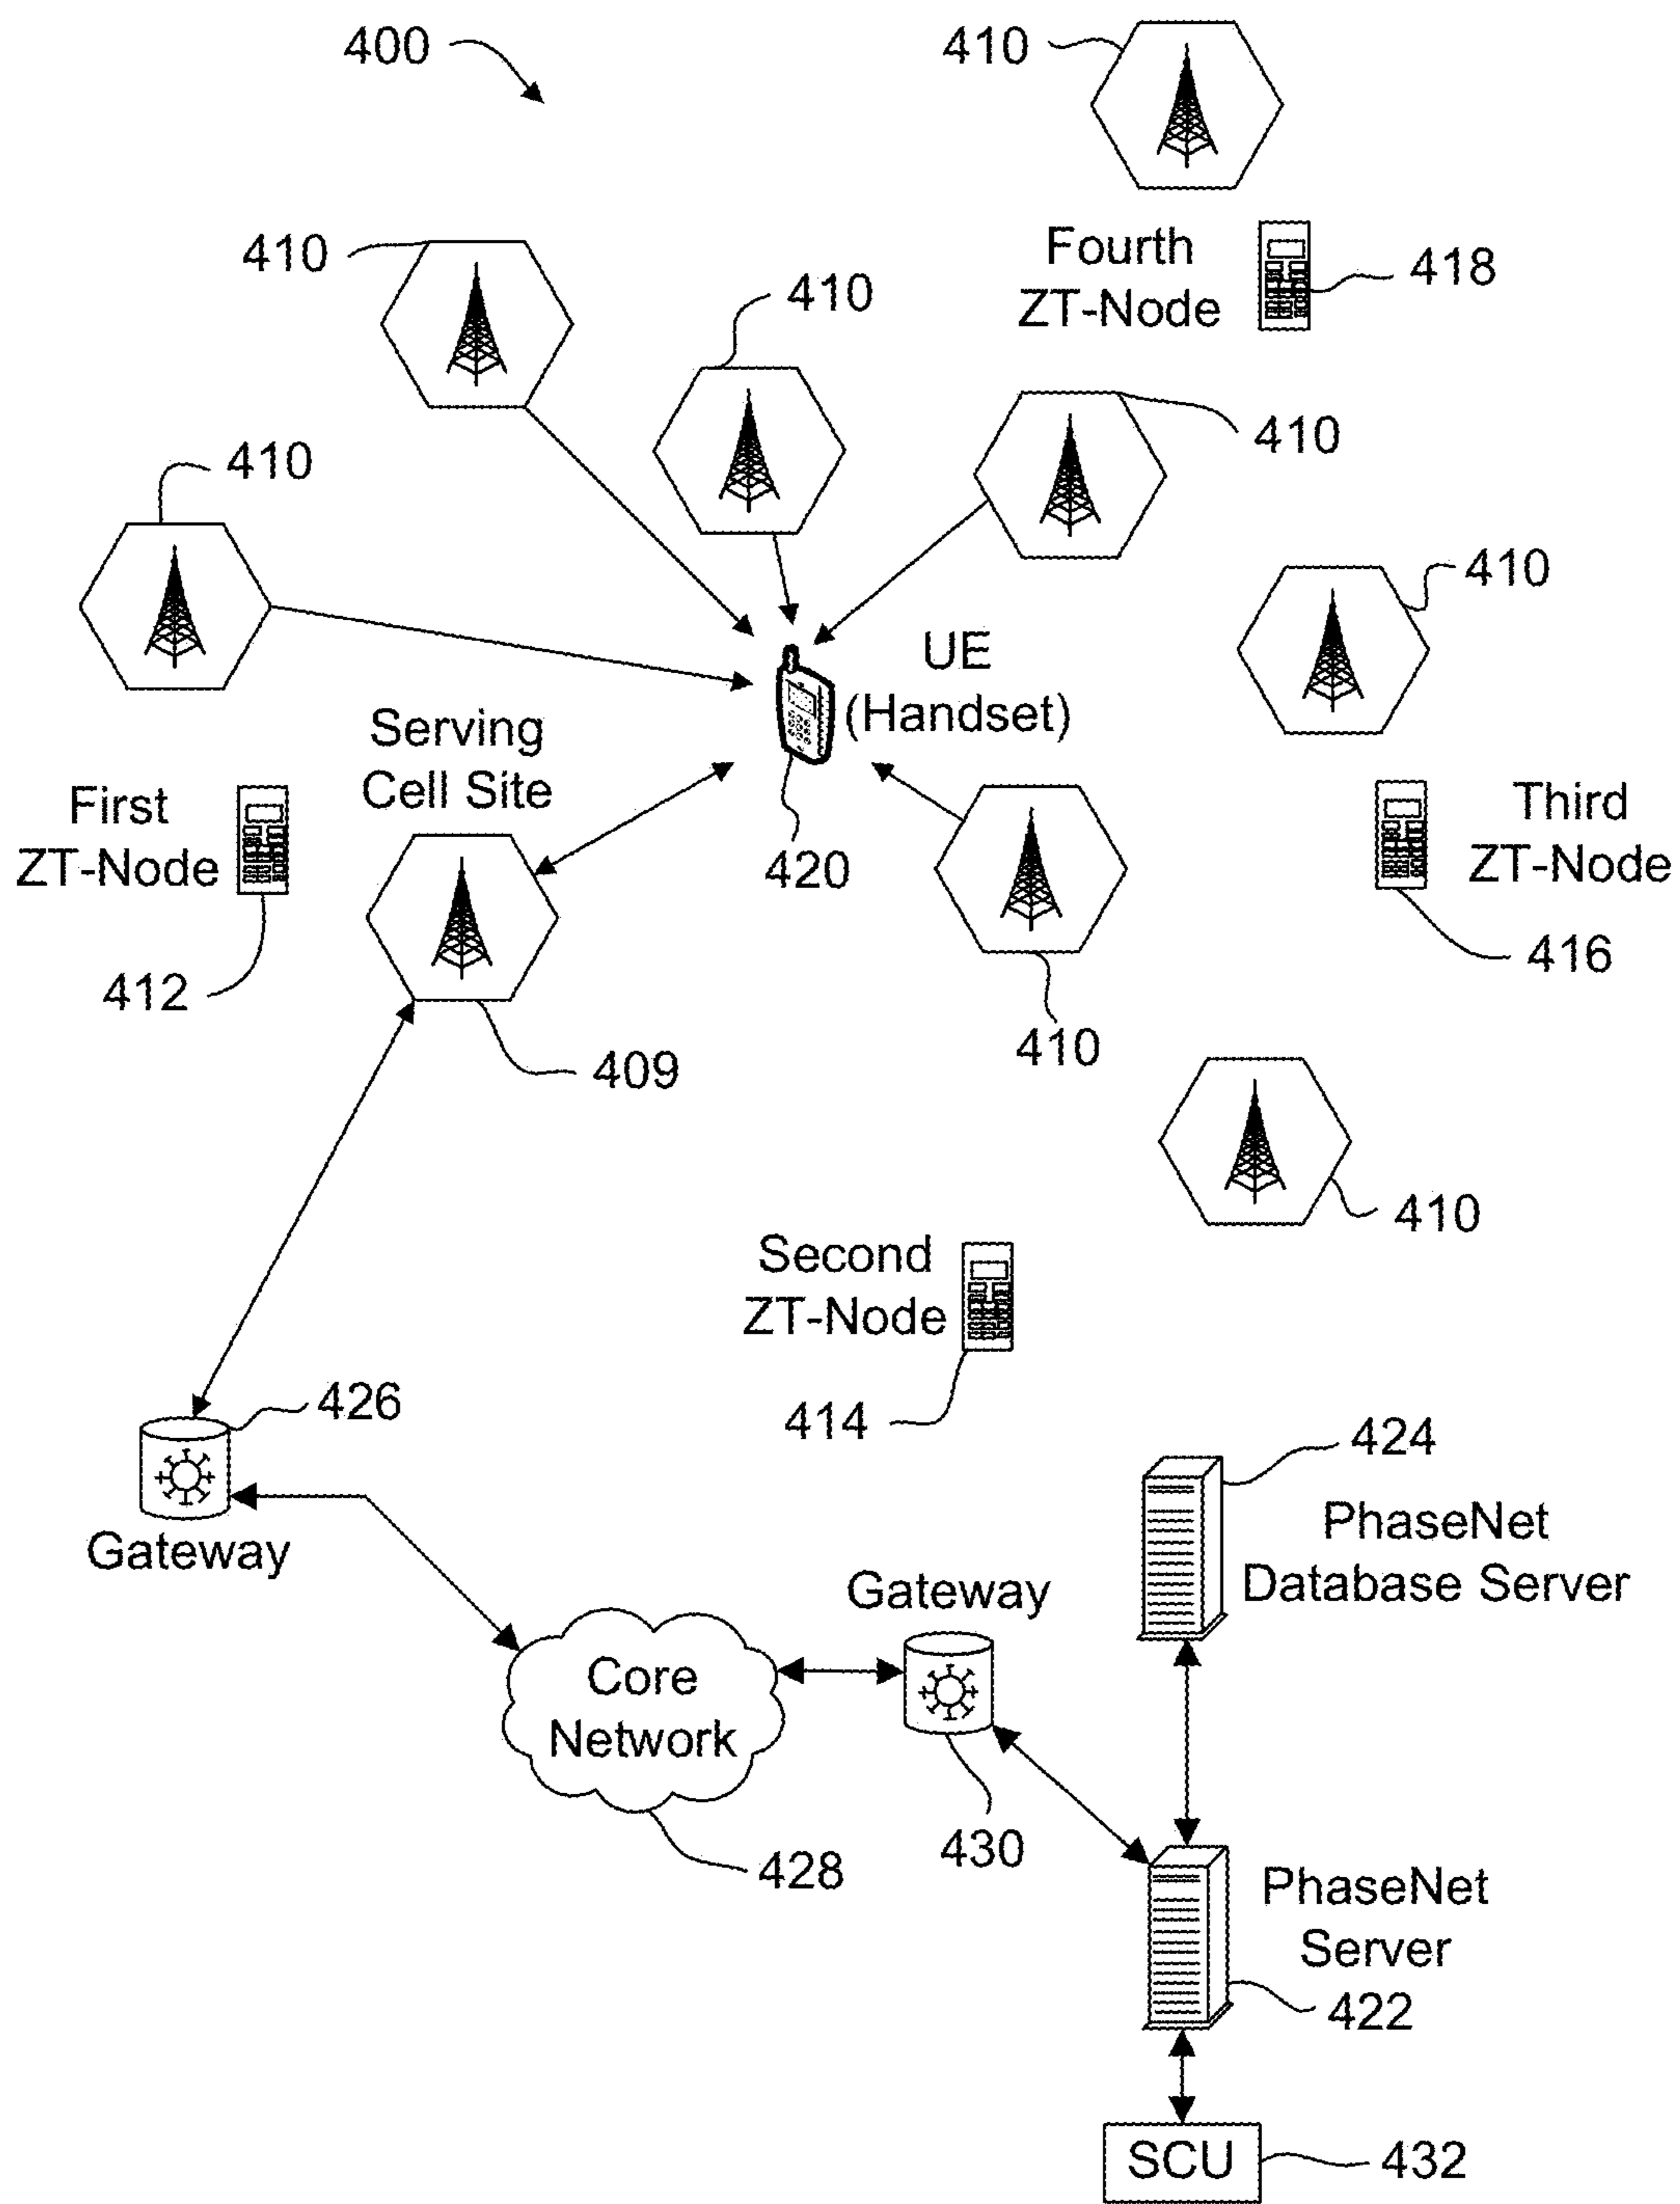 400
410
Fourth
ZT-Node
418
410
410
410
410
410
UE
(Handset)
Serving
Cell Site
First
ZT-Node
420
Third
ZT-Node
412
416
409
410
410
Second
ZT-Node
414
426
Gateway
424
PhaseNet
Database Server
Gateway
Core
Network
430
428
PhaseNet
Server
422
SCU
432